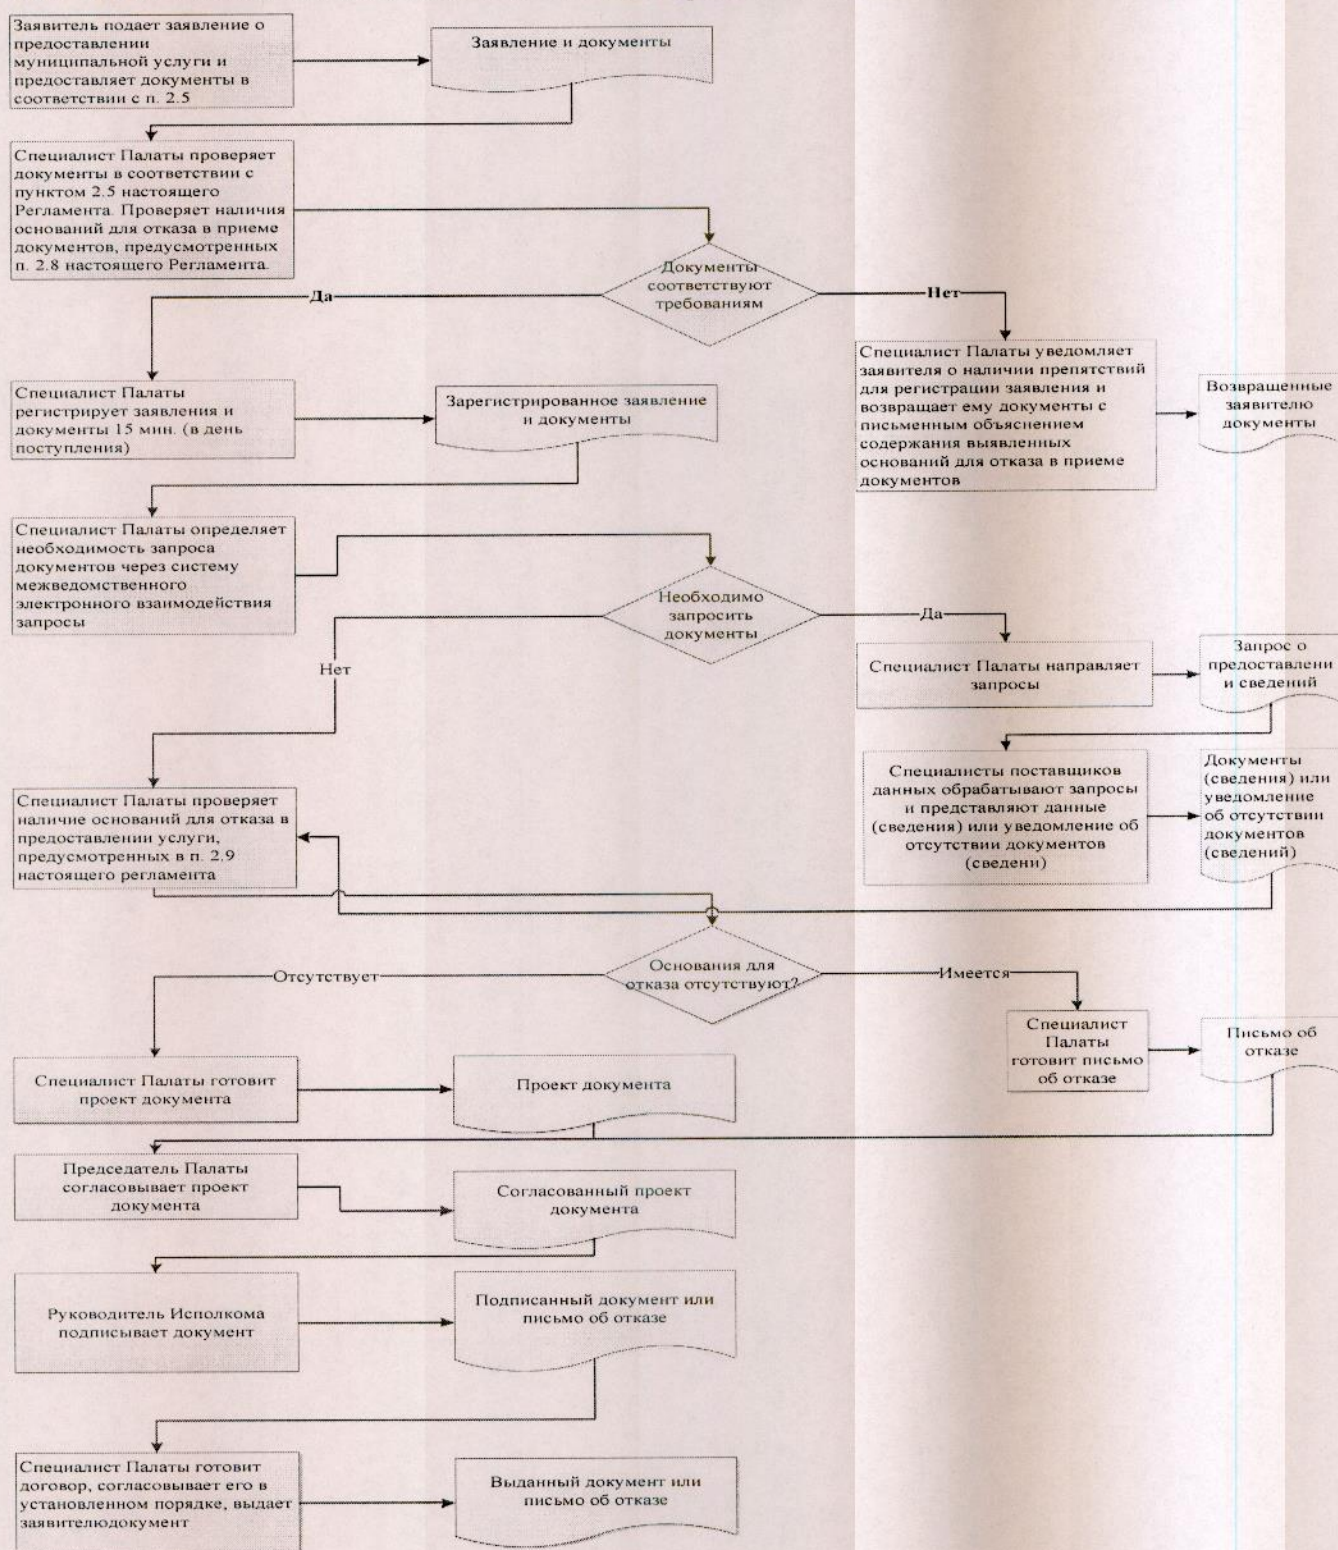 Заявитель подает заявление о
предоставлении
муниципальной услуги и
предоставляет документы в
соответствии с п. 2.5
Заявление и документы
Специалист Палаты проверяет
документы в соответствии с
пунктом 2.5 настоящего
Регламента. Проверяет наличия
оснований для отказа в приеме
документов, предусмотренных
п. 2.8 настоящего Регламента.
Документы
соответствуют
требованиям
Да
Нет
Специалист Палаты
регистрирует заявления и
документы 15 мин. (в день
поступления)
Зарегистрированное заявление
и документы
Специалист Палаты уведомляет
заявителя о наличии препятствий
для регистрации заявления и
возвращает ему документы с
письменным объяснением
содержания выявленных
оснований для отказа в приеме
документов
Возвращенные
заявителю
документы
Специалист Палаты определяет
необходимость запроса
документов через систему
межведомственного
электронного взаимодействия
запросы
Необходимо
запросить
документы
Да
Нет
Специалист Палаты направляет
запросы
Запрос о
предоставлени
и сведений
Специалисты поставщиков
данных обрабатывают запросы
и представляют данные
(сведения) или уведомление об
отсутствии документов
(сведени)
Документы
(сведения) или
уведомление
об отсутствии
документов
(сведений)
Специалист Палаты проверяет
наличие оснований для отказа в
предоставлении услуги,
предусмотренных в п. 2.9
настоящего регламента
Основания для
отказа отсутствуют?
Отсутствует
Имеется
Специалист
Палаты
готовит письмо
об отказе
Письмо об
отказе
Специалист Палаты готовит
проект документа
Проект документа
Председатель Палаты
согласовывает проект
документа
Согласованный проект
документа
Руководитель Исполкома
подписывает документ
Подписанный документ или
письмо об отказе
Специалист Палаты готовит
договор, согласовывает его в
установленном порядке, выдает
заявителюдокумент
Выданный документ или
письмо об отказе